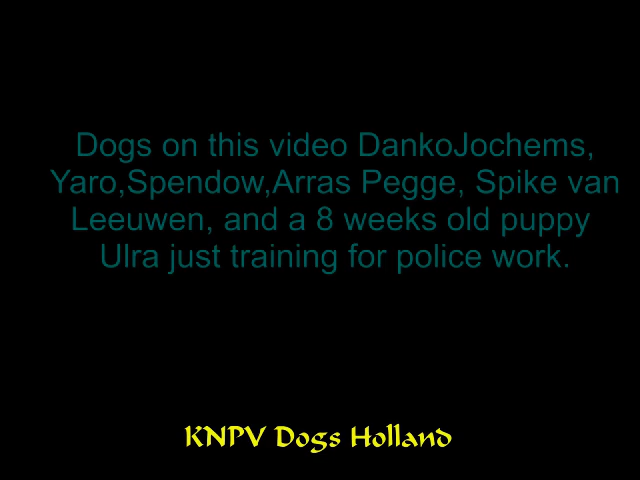 Dogs on this video DankoJochems,
Yaro,Spendow,Arras Pegge, Spike van
Leeuwen, and a 8 weeks old puppy
Ulra just training for police work.
KNPV Dogs Holland